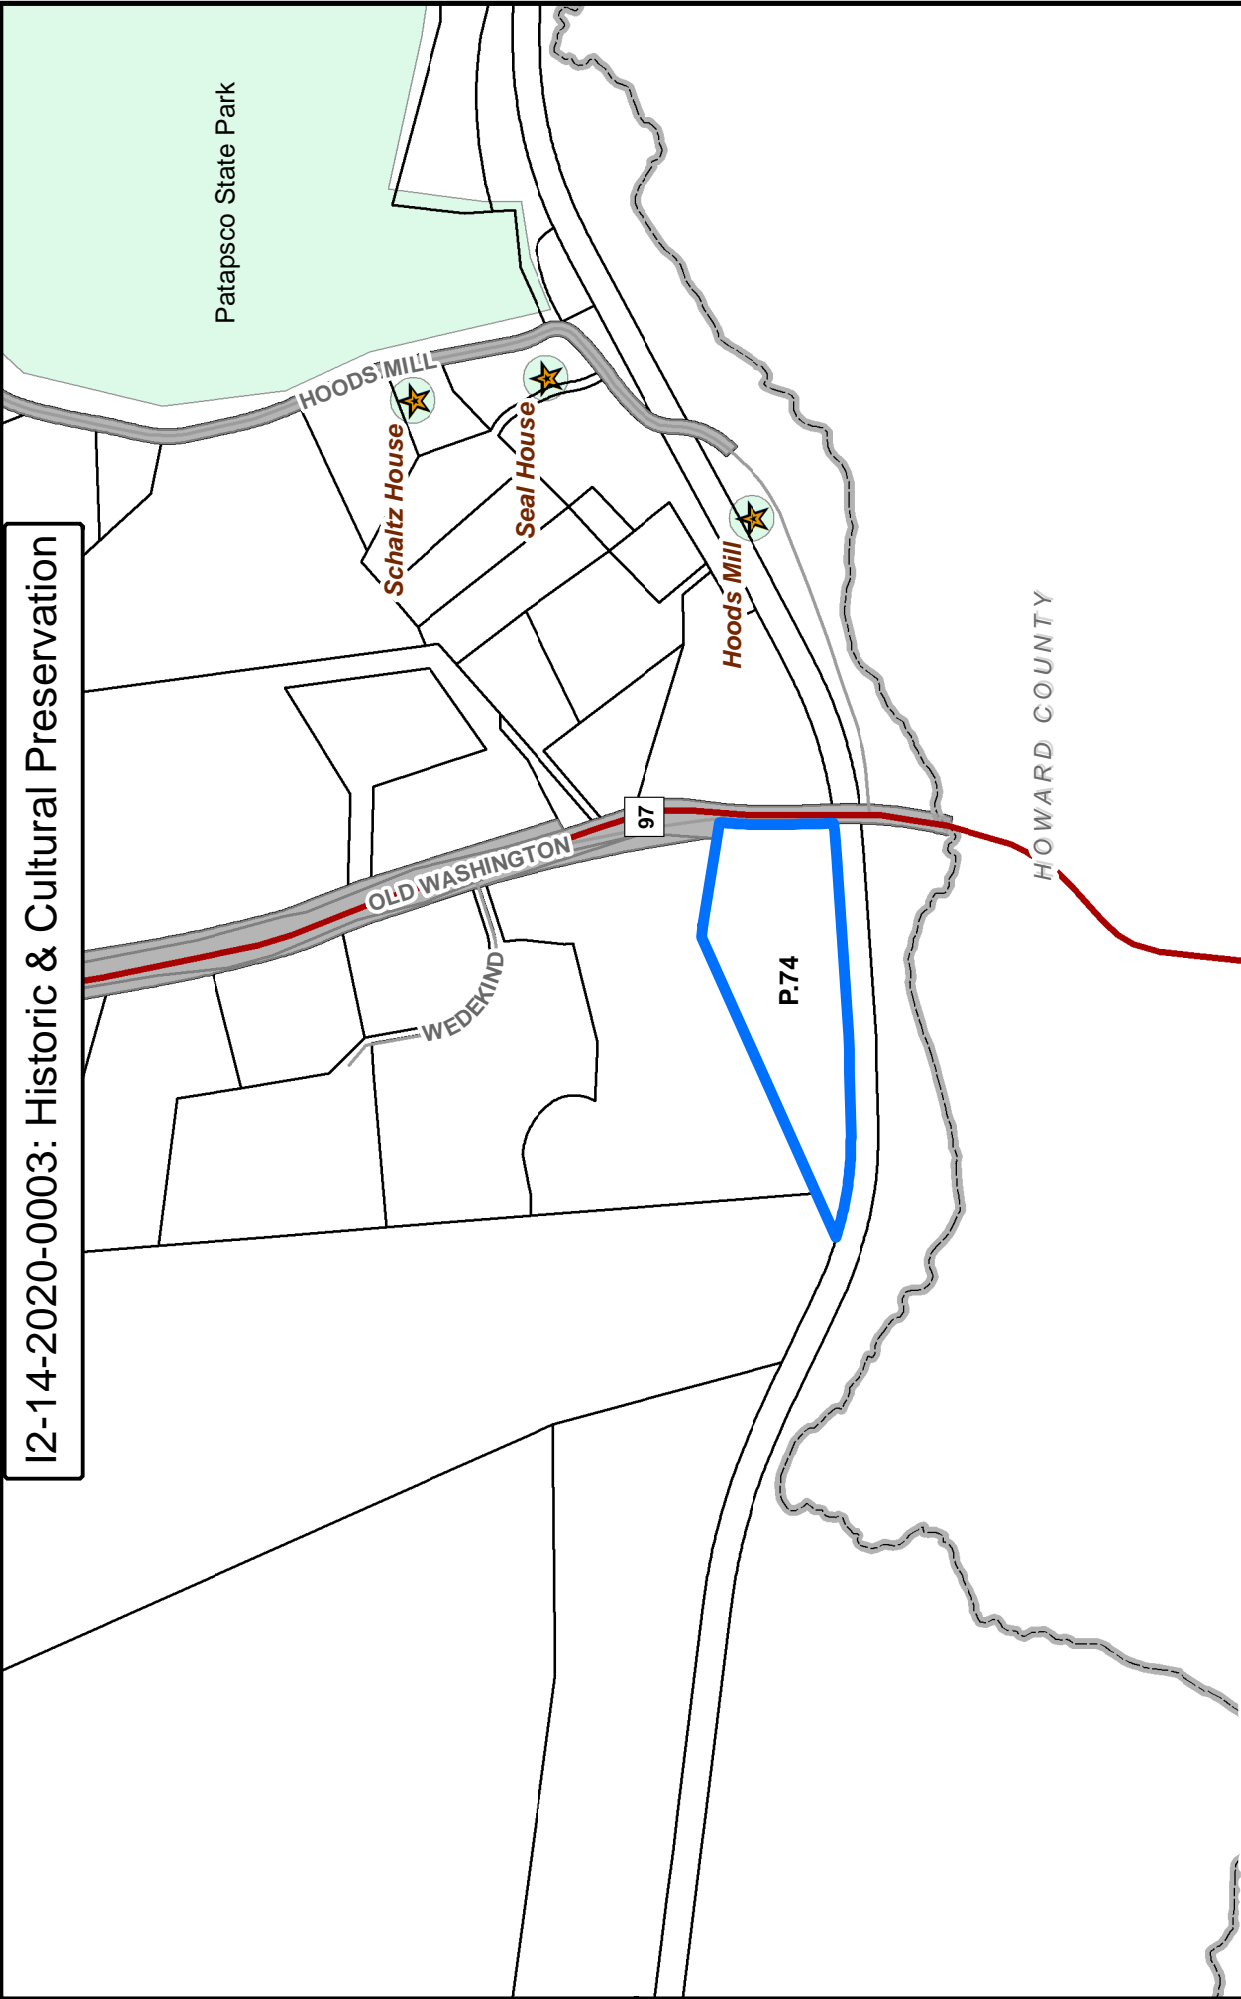 I2-14-2020-0003: Historic & Cultural Preservation
Patapsco State Park
HOODS MILL
Schaltz House
Seal House
Hoods Mill
OLD WASHINGTON
97
WEDEKIND
P.74
HOWARD COUNTY